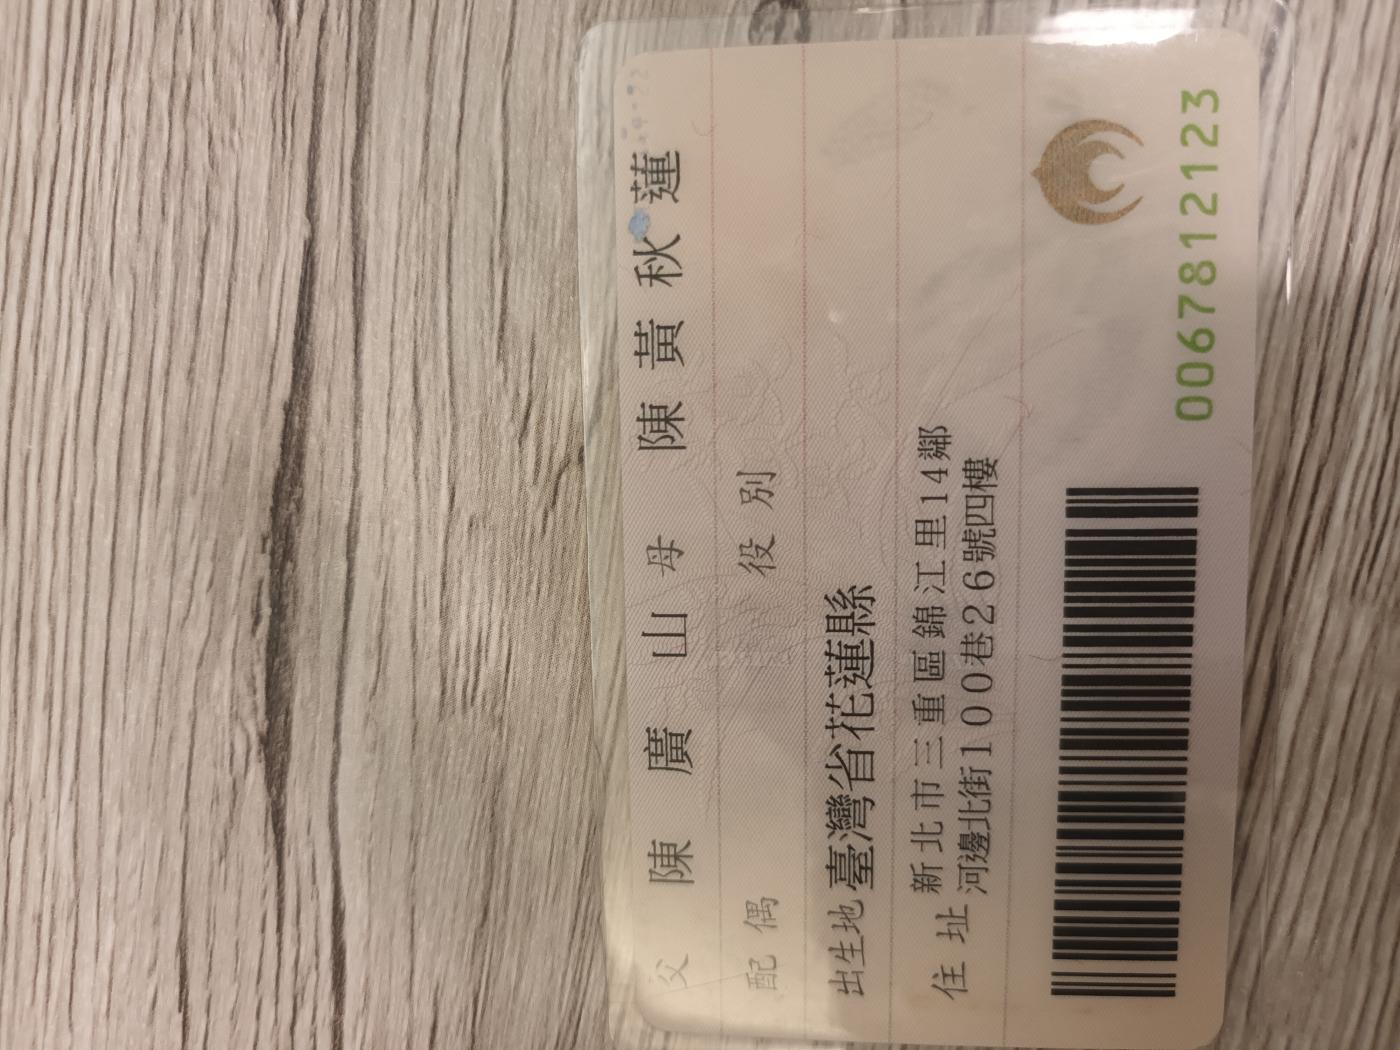 父 陳廣山 母 陳黃秋蓮
配偶 役別
出生地 臺灣省花蓮縣
住址 新北市三重區錦江里14鄰
河邊北街100巷26號四樓
0067812123